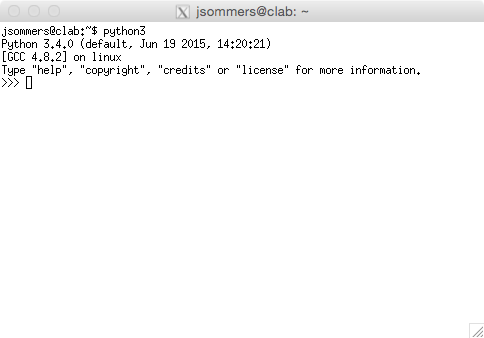 jsommers@clab: ~
jsommers@clab:~$ python3
Python 3.4.0 (default, Jun 19 2015, 14:20:21)
[GCC 4.8.2] on linux
Type "help", "copyright", "credits" or "license" for more information.
>>>